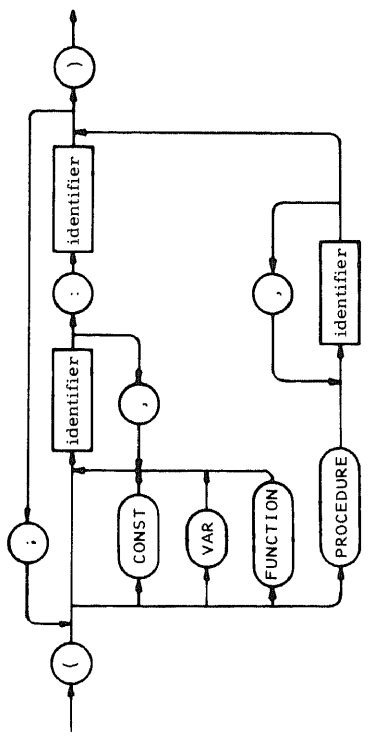 ;
( identifier : identifier )
,
CONST
VAR
FUNCTION
,
PROCEDURE identifier